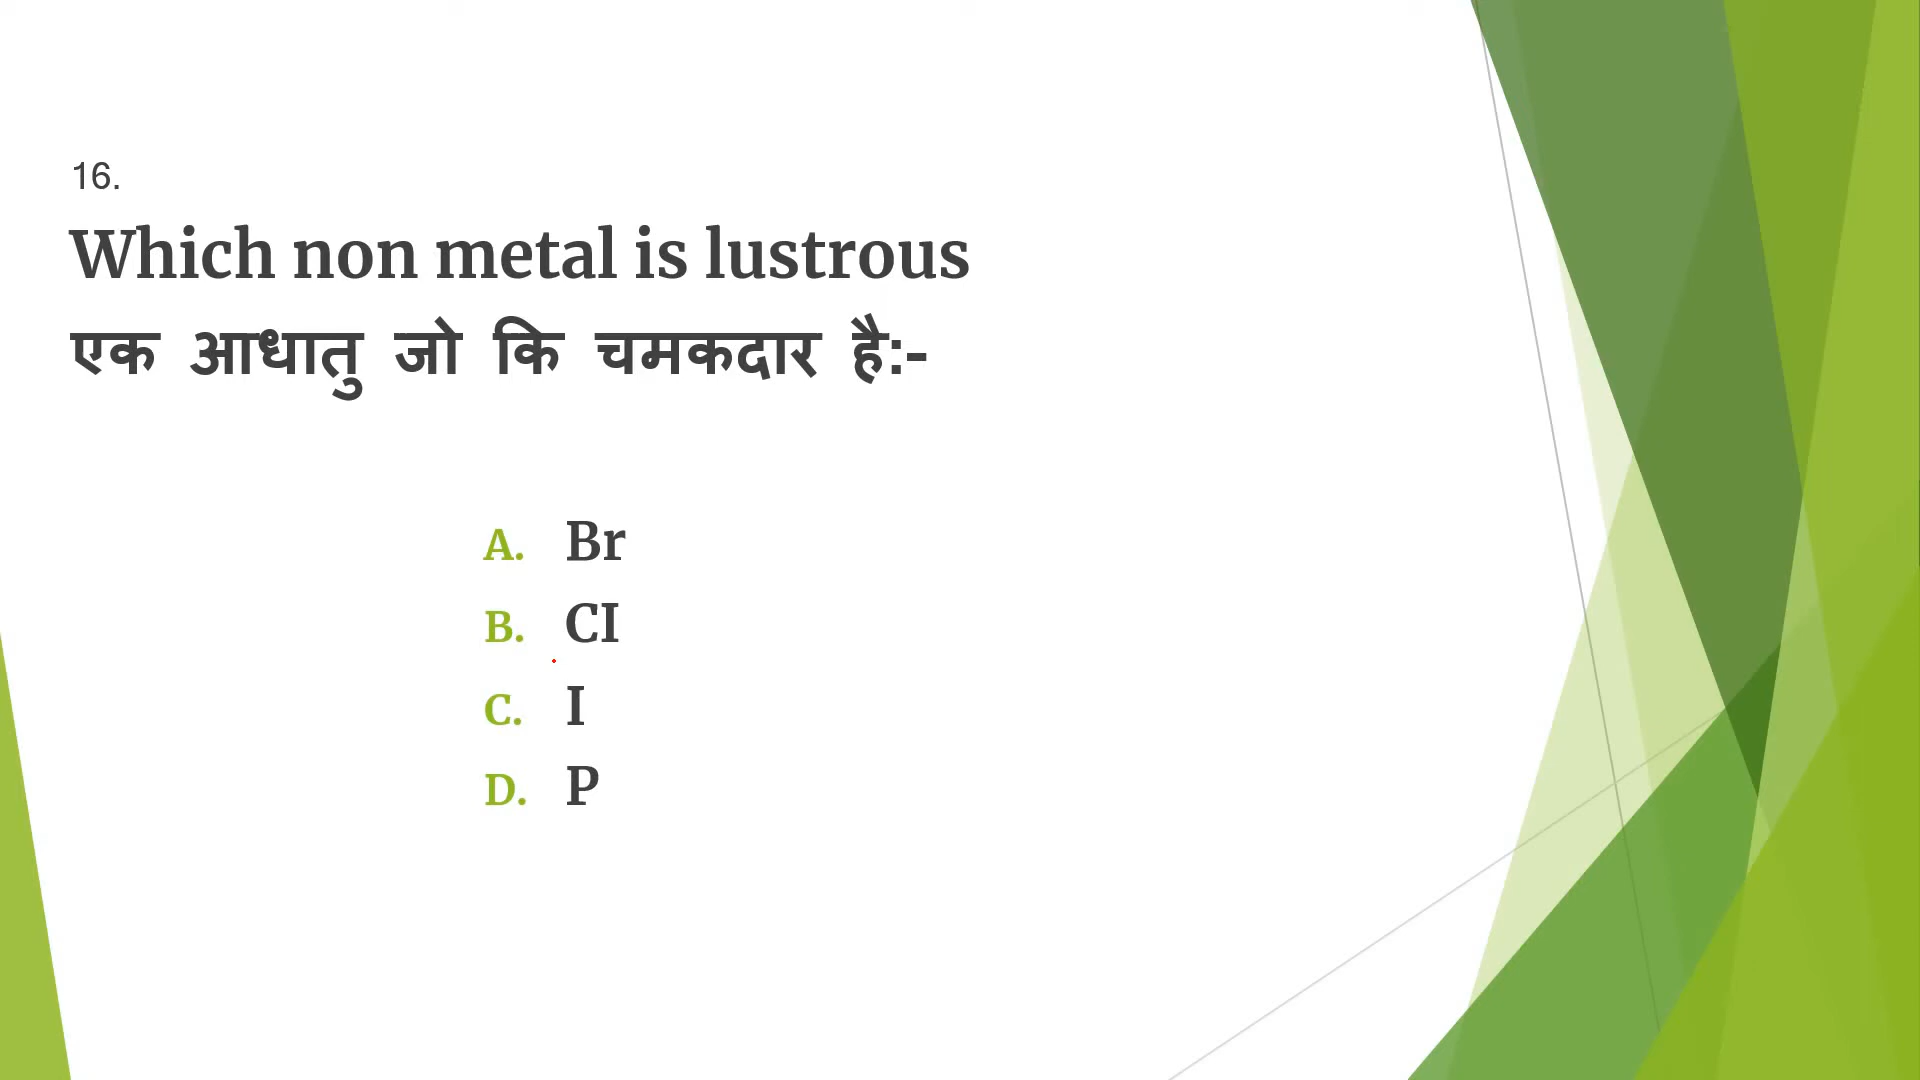 16.
Which non metal is lustrous
एक आधातु जो कि चमकदार है:-
A. Br
B. CI
C. I
D. P